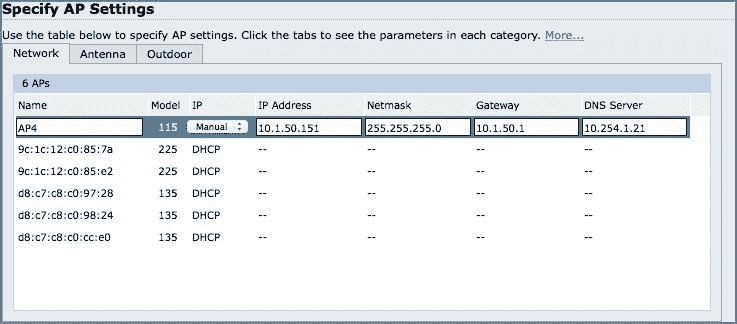 Specify AP Settings
Use the table below to specify AP settings. Click the tabs to see the parameters in each category. More...
Network Antenna Outdoor
6 APs
Name Model IP IP Address Netmask Gateway DNS Server
AP4 115 Manual 10.1.50.151 255.255.255.0 10.1.50.1 10.254.1.21
9c:1c:12:c0:85:7a 225 DHCP -- -- -- --
9c:1c:12:c0:85:e2 225 DHCP -- -- -- --
d8:c7:c8:c0:97:28 135 DHCP -- -- -- --
d8:c7:c8:c0:98:24 135 DHCP -- -- -- --
d8:c7:c8:c0:cc:e0 135 DHCP -- -- -- --